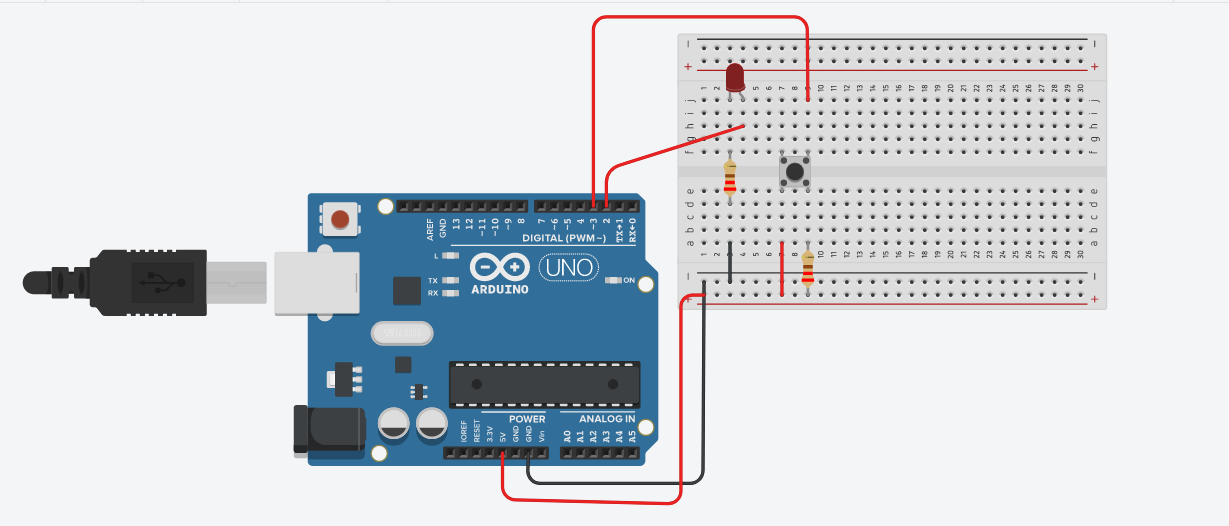 − −
+ +
1 2 3 4 5 6 7 8 9 10 11 12 13 14 15 16 17 18 19 20 21 22 23 24 25 26 27 28 29 30
j j
i i
h h
g g
f f
e e
d d
c c
b b
a a
1 2 3 4 5 6 7 8 9 10 11 12 13 14 15 16 17 18 19 20 21 22 23 24 25 26 27 28 29 30
− −
+ +
AREF GND 13 12 ~11 ~10 ~9 8 7 ~6 ~5 4 ~3 2 TX→1 RX←0
DIGITAL (PWM~)
L
TX
RX
UNO
ON
ARDUINO
POWER ANALOG IN
IOREF RESET 3.3V 5V GND GND Vin A0 A1 A2 A3 A4 A5